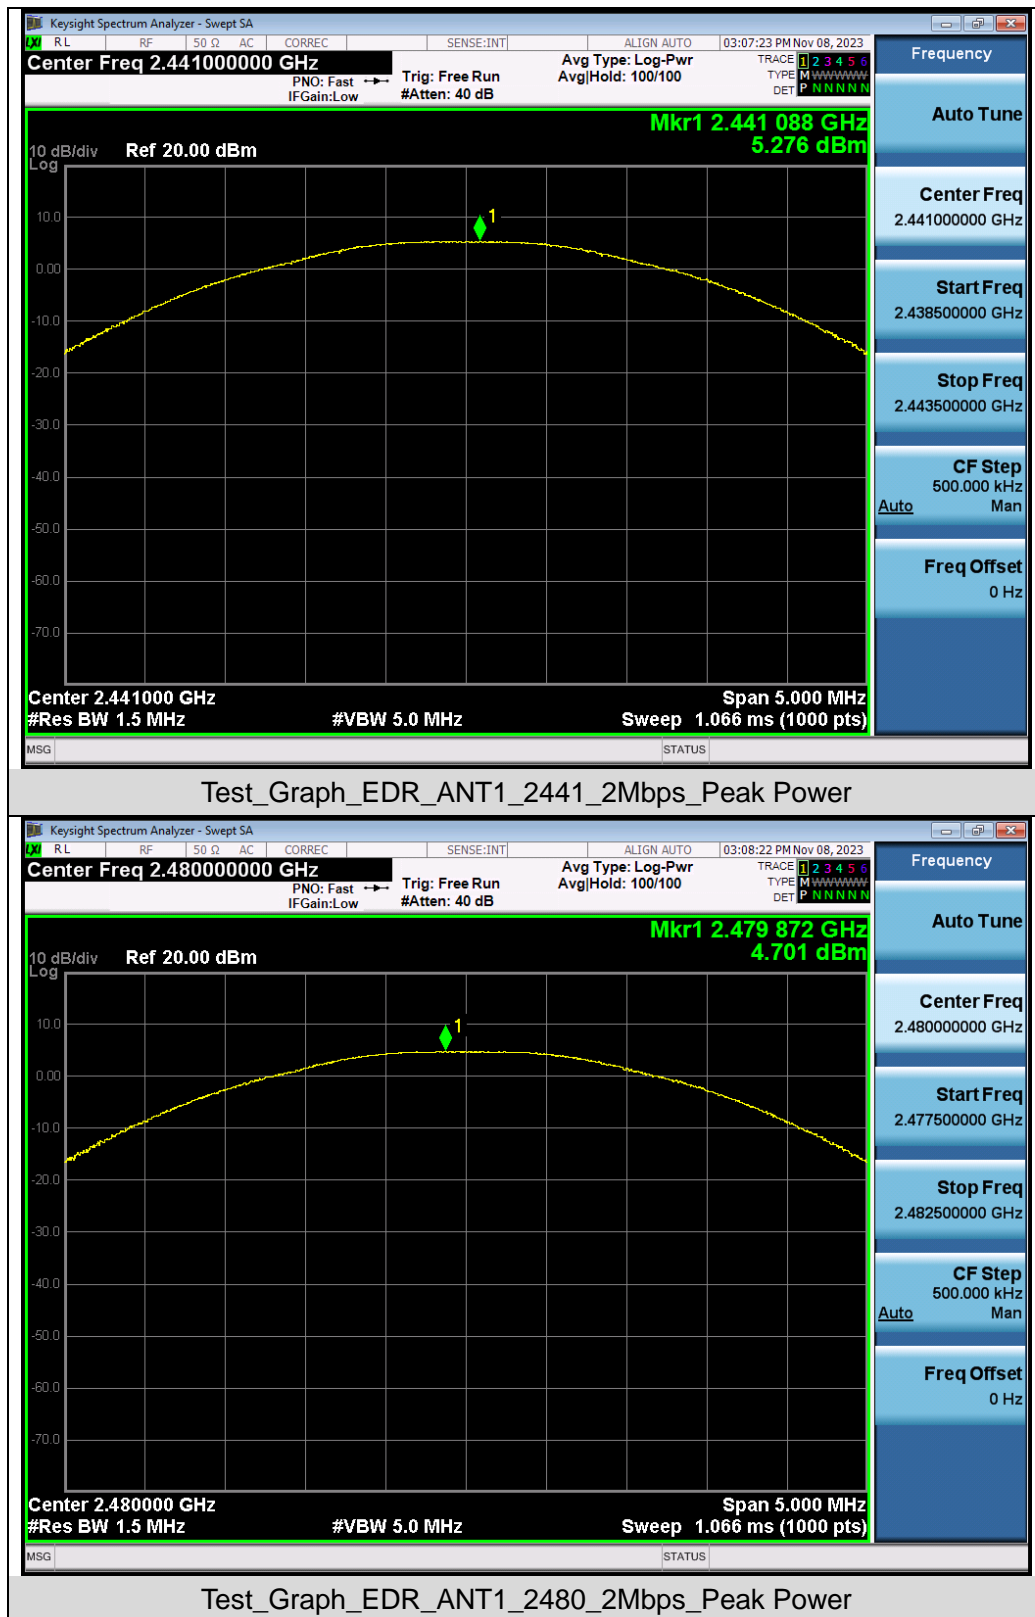 Keysight Spectrum Analyzer - Swept SA
LXI RL RF 50 Ω AC CORREC SENSE:INT ALIGN AUTO 03:07:23 PM Nov 08, 2023
Center Freq 2.441000000 GHz
PNO: Fast
IFGain:Low
Trig: Free Run
#Atten: 40 dB
Avg Type: Log-Pwr
Avg|Hold: 100/100
TRACE 1 2 3 4 5 6
TYPE M WWWWW
DET P N N N N N
Mkr1 2.441 088 GHz
5.276 dBm
10 dB/div Ref 20.00 dBm
Log
1
10.0
0.00
-10.0
-20.0
-30.0
-40.0
-50.0
-60.0
-70.0
Center 2.441000 GHz Span 5.000 MHz
#Res BW 1.5 MHz #VBW 5.0 MHz Sweep 1.066 ms (1000 pts)
MSG STATUS
Frequency
Auto Tune
Center Freq
2.441000000 GHz
Start Freq
2.438500000 GHz
Stop Freq
2.443500000 GHz
CF Step
500.000 kHz
Auto Man
Freq Offset
0 Hz
Test_Graph_EDR_ANT1_2441_2Mbps_Peak Power
Keysight Spectrum Analyzer - Swept SA
LXI RL RF 50 Ω AC CORREC SENSE:INT ALIGN AUTO 03:08:22 PM Nov 08, 2023
Center Freq 2.480000000 GHz
PNO: Fast
IFGain:Low
Trig: Free Run
#Atten: 40 dB
Avg Type: Log-Pwr
Avg|Hold: 100/100
TRACE 1 2 3 4 5 6
TYPE M WWWWW
DET P N N N N N
Mkr1 2.479 872 GHz
4.701 dBm
10 dB/div Ref 20.00 dBm
Log
1
10.0
0.00
-10.0
-20.0
-30.0
-40.0
-50.0
-60.0
-70.0
Center 2.480000 GHz Span 5.000 MHz
#Res BW 1.5 MHz #VBW 5.0 MHz Sweep 1.066 ms (1000 pts)
MSG STATUS
Frequency
Auto Tune
Center Freq
2.480000000 GHz
Start Freq
2.477500000 GHz
Stop Freq
2.482500000 GHz
CF Step
500.000 kHz
Auto Man
Freq Offset
0 Hz
Test_Graph_EDR_ANT1_2480_2Mbps_Peak Power